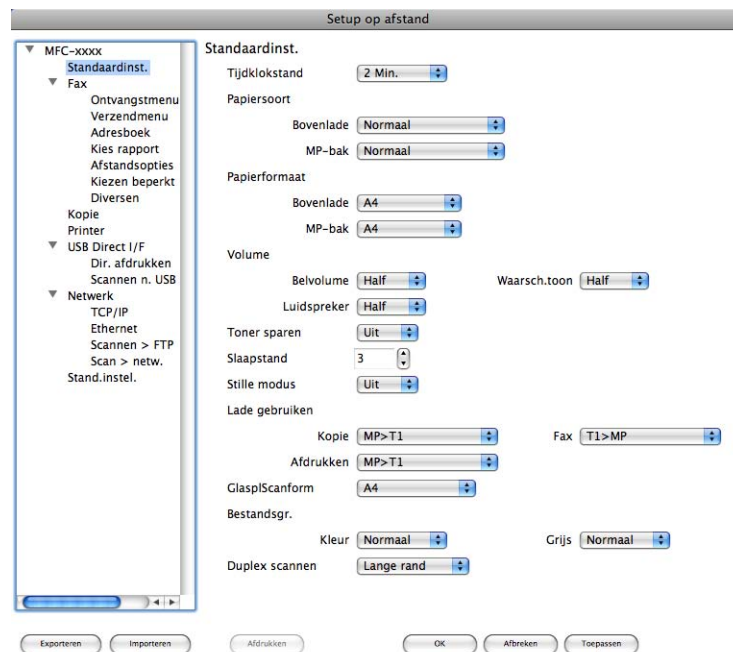 Setup op afstand
MFC-xxxx
Standaardinst.
Fax
Ontvangstmenu
Verzendmenu
Adresboek
Kies rapport
Afstandsopties
Kiezen beperkt
Diversen
Kopie
Printer
USB Direct I/F
Dir. afdrukken
Scannen n. USB
Netwerk
TCP/IP
Ethernet
Scannen > FTP
Scan > netw.
Stand.instel.
Standaardinst.
Tijdklokstand 2 Min.
Papiersoort
Bovenlade Normaal
MP-bak Normaal
Papierformaat
Bovenlade A4
MP-bak A4
Volume
Belvolume Half Waarsch.toon Half
Luidspreker Half
Toner sparen Uit
Slaapstand 3
Stille modus Uit
Lade gebruiken
Kopie MP>T1 Fax T1>MP
Afdrukken MP>T1
GlasplScanform A4
Bestandsgr.
Kleur Normaal Grijs Normaal
Duplex scannen Lange rand
Exporteren Importeren Afdrukken OK Afbreken Toepassen